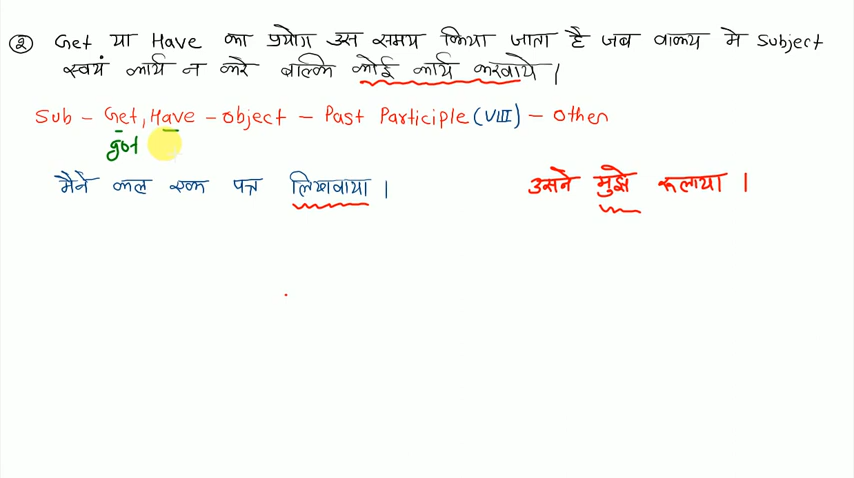 ② Get या Have का प्रयोग उस समय किया जाता है जब वाक्य मे Subject
स्वयं कार्य न करे बल्कि कोई कार्य करवाये।
Sub - Get, Have - object - Past Participle (VIII) - Other
got
मैने कल एक पत्र लिखवाया। उसने मुझे रूलाया।